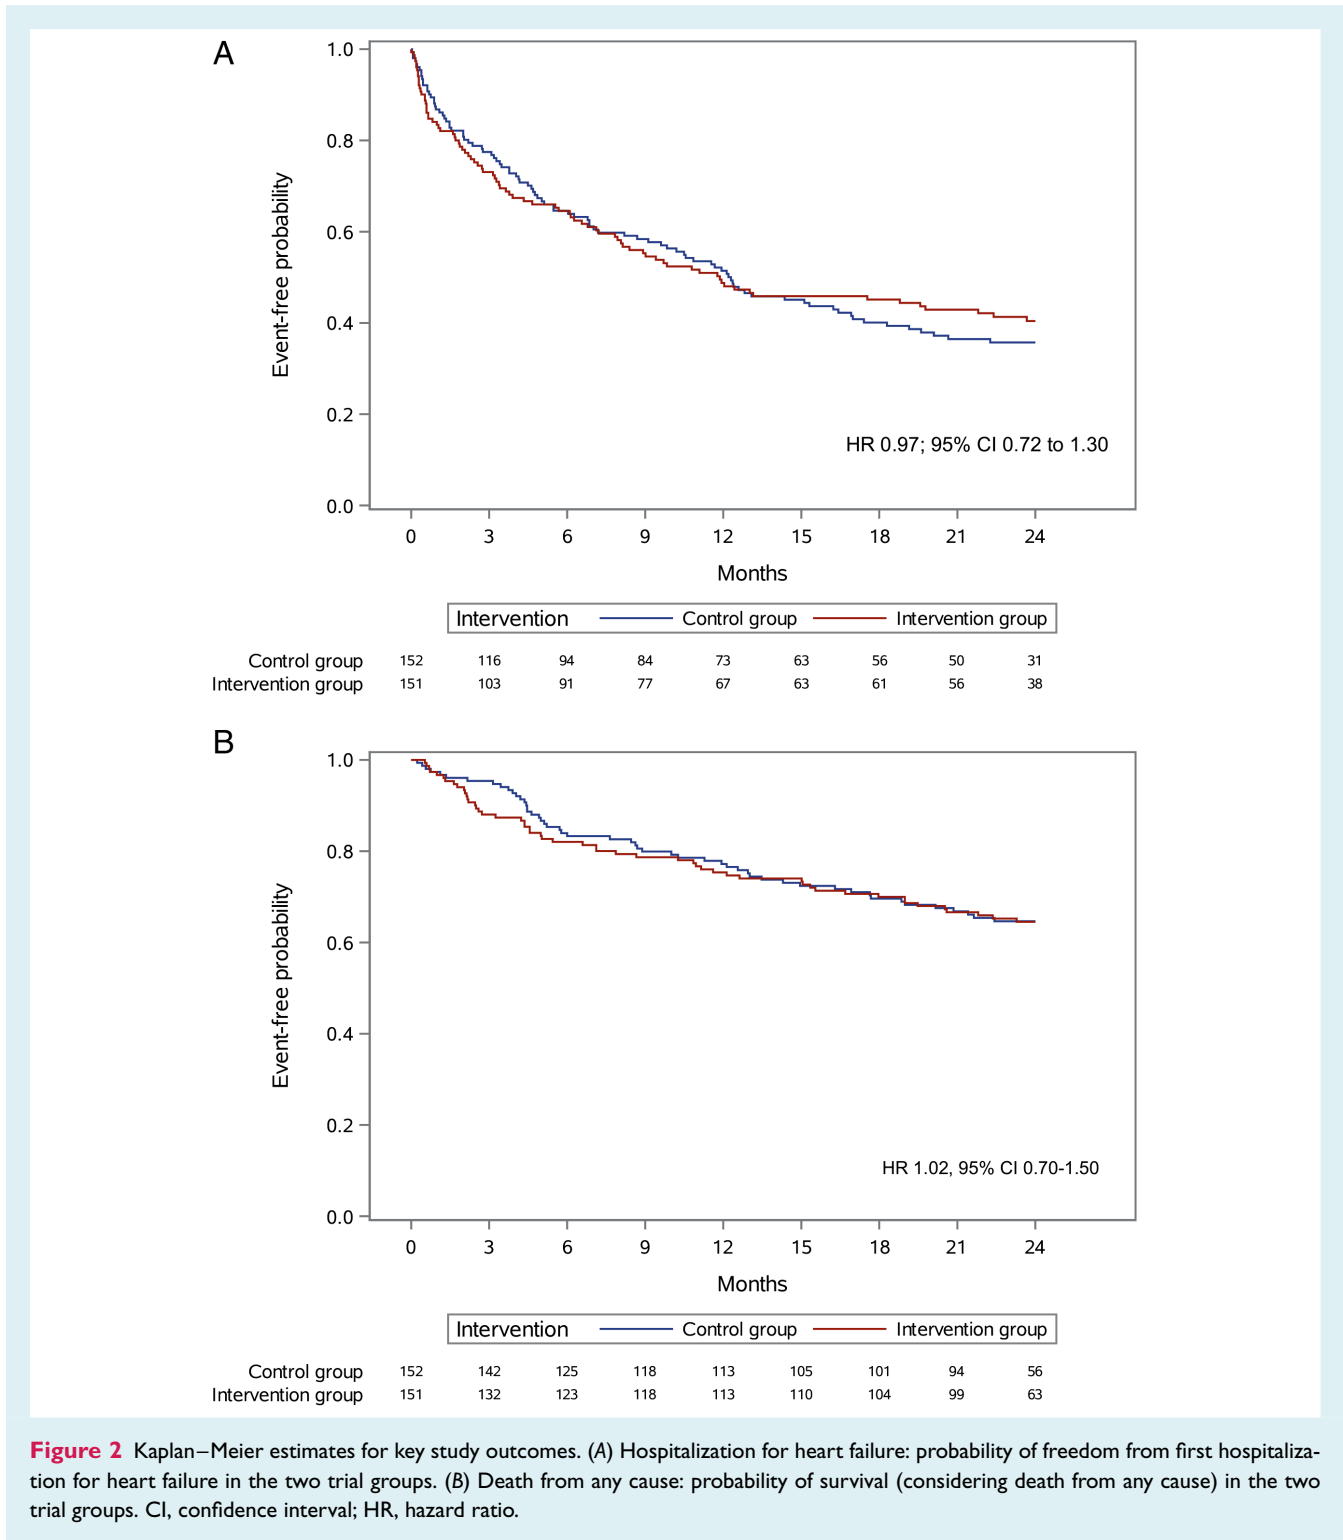 A
1.0
0.8
0.6
0.4
0.2
0.0
Event-free probability
HR 0.97; 95% CI 0.72 to 1.30
0 3 6 9 12 15 18 21 24
Months
Intervention Control group Intervention group
Control group 152 116 94 84 73 63 56 50 31
Intervention group 151 103 91 77 67 63 61 56 38
B
1.0
0.8
0.6
0.4
0.2
0.0
Event-free probability
HR 1.02, 95% CI 0.70-1.50
0 3 6 9 12 15 18 21 24
Months
Intervention Control group Intervention group
Control group 152 142 125 118 113 105 101 94 56
Intervention group 151 132 123 118 113 110 104 99 63
Figure 2 Kaplan–Meier estimates for key study outcomes. (A) Hospitalization for heart failure: probability of freedom from first hospitaliza-
tion for heart failure in the two trial groups. (B) Death from any cause: probability of survival (considering death from any cause) in the two
trial groups. CI, confidence interval; HR, hazard ratio.